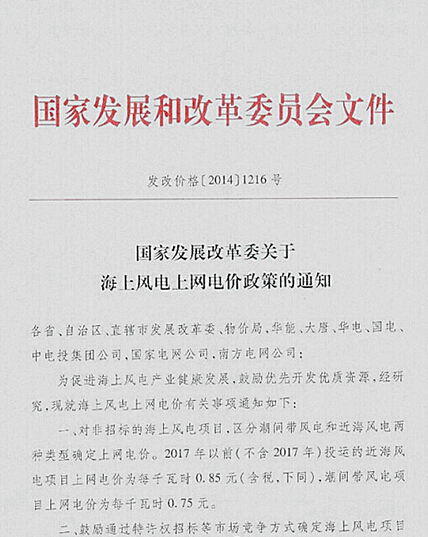 国家发展和改革委员会文件
发改价格〔2014〕1216 号
国家发展改革委关于
海上风电上网电价政策的通知
各省、自治区、直辖市发展改革委、物价局,华能、大唐、华电、国电、
中电投集团公司,国家电网公司,南方电网公司:
为促进海上风电产业健康发展,鼓励优先开发优质资源,经研
究,现就海上风电上网电价有关事项通知如下:
一、对非招标的海上风电项目,区分潮间带风电和近海风电两
种类型确定上网电价。2017 年以前(不含 2017 年)投运的近海风
电项目上网电价为每千瓦时 0.85 元(含税,下同),潮间带风电项
目上网电价为每千瓦时 0.75 元。
二、鼓励通过特许权招标等市场竞争方式确定海上风电项目